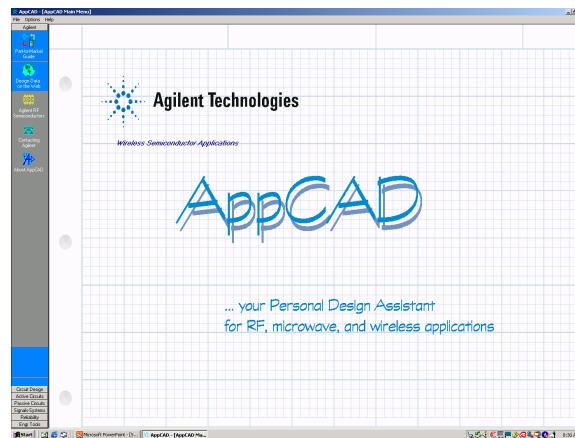 AppCAD - [AppCAD Main Menu]
File Options Help
Agilent
Part-to-Market
Guide
Design Data
on the Web
Agilent RF
Semiconductors
Contacting
Agilent
About AppCAD
Agilent Technologies
Wireless Semiconductor Applications
AppCAD
... your Personal Design Assistant
for RF, microwave, and wireless applications
Circuit Design
Active Circuits
Passive Circuits
Signals-Systems
Reliability
Engr Tools
Start
Microsoft PowerPoint - [S...
AppCAD - [AppCAD Ma...